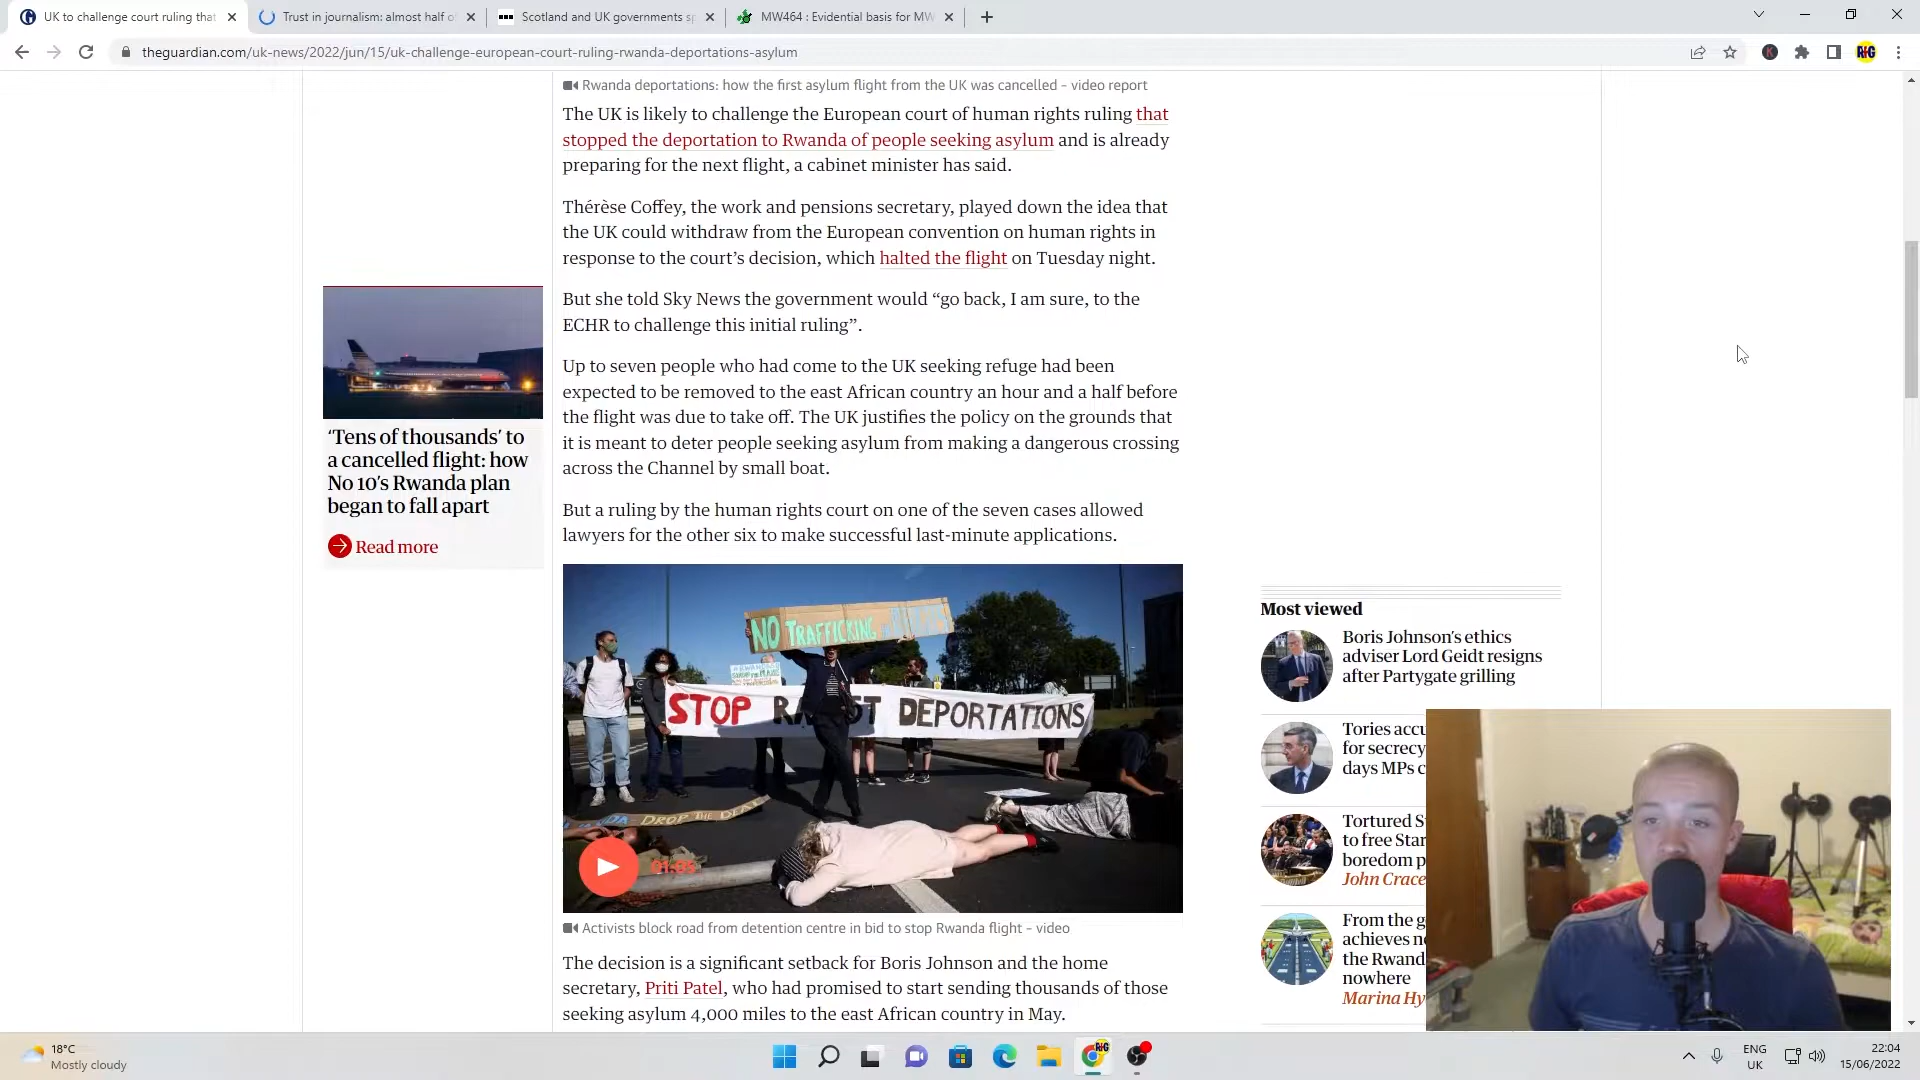 UK to challenge court ruling that
Trust in journalism: almost half of
Scotland and UK governments sp
MW464 : Evidential basis for MW
theguardian.com/uk-news/2022/jun/15/uk-challenge-european-court-ruling-rwanda-deportations-asylum
Rwanda deportations: how the first asylum flight from the UK was cancelled – video report
The UK is likely to challenge the European court of human rights ruling that
stopped the deportation to Rwanda of people seeking asylum and is already
preparing for the next flight, a cabinet minister has said.
Thérèse Coffey, the work and pensions secretary, played down the idea that
the UK could withdraw from the European convention on human rights in
response to the court's decision, which halted the flight on Tuesday night.
But she told Sky News the government would “go back, I am sure, to the
ECHR to challenge this initial ruling”.
Up to seven people who had come to the UK seeking refuge had been
expected to be removed to the east African country an hour and a half before
the flight was due to take off. The UK justifies the policy on the grounds that
it is meant to deter people seeking asylum from making a dangerous crossing
across the Channel by small boat.
But a ruling by the human rights court on one of the seven cases allowed
lawyers for the other six to make successful last-minute applications.
‘Tens of thousands’ to
a cancelled flight: how
No 10’s Rwanda plan
began to fall apart
Read more
NO TRAFFICKING
STOP RA ST DEPORTATIONS
DROP THE
01:05
Activists block road from detention centre in bid to stop Rwanda flight – video
The decision is a significant setback for Boris Johnson and the home
secretary, Priti Patel, who had promised to start sending thousands of those
seeking asylum 4,000 miles to the east African country in May.
Most viewed
Boris Johnson’s ethics
adviser Lord Geidt resigns
after Partygate grilling
Tories accu
for secrecy
days MPs c
Tortured S
to free Star
boredom p
John Crace
From the g
achieves n
the Rwand
nowhere
Marina Hy
18°C
Mostly cloudy
ENG
UK
22:04
15/06/2022